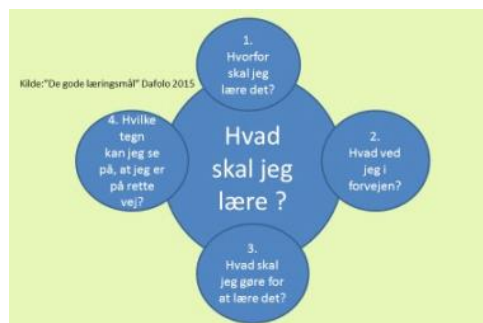 1.
Hvorfor
skal jeg
lære det?
Kilde:"De gode læringsmål" Dafolo 2015
4. Hvilke
tegn
kan jeg se
på, at jeg er
på rette
vej?
Hvad
skal jeg
lære ?
2.
Hvad ved
jeg i
forvejen?
3.
Hvad skal
jeg gøre for
at lære det?